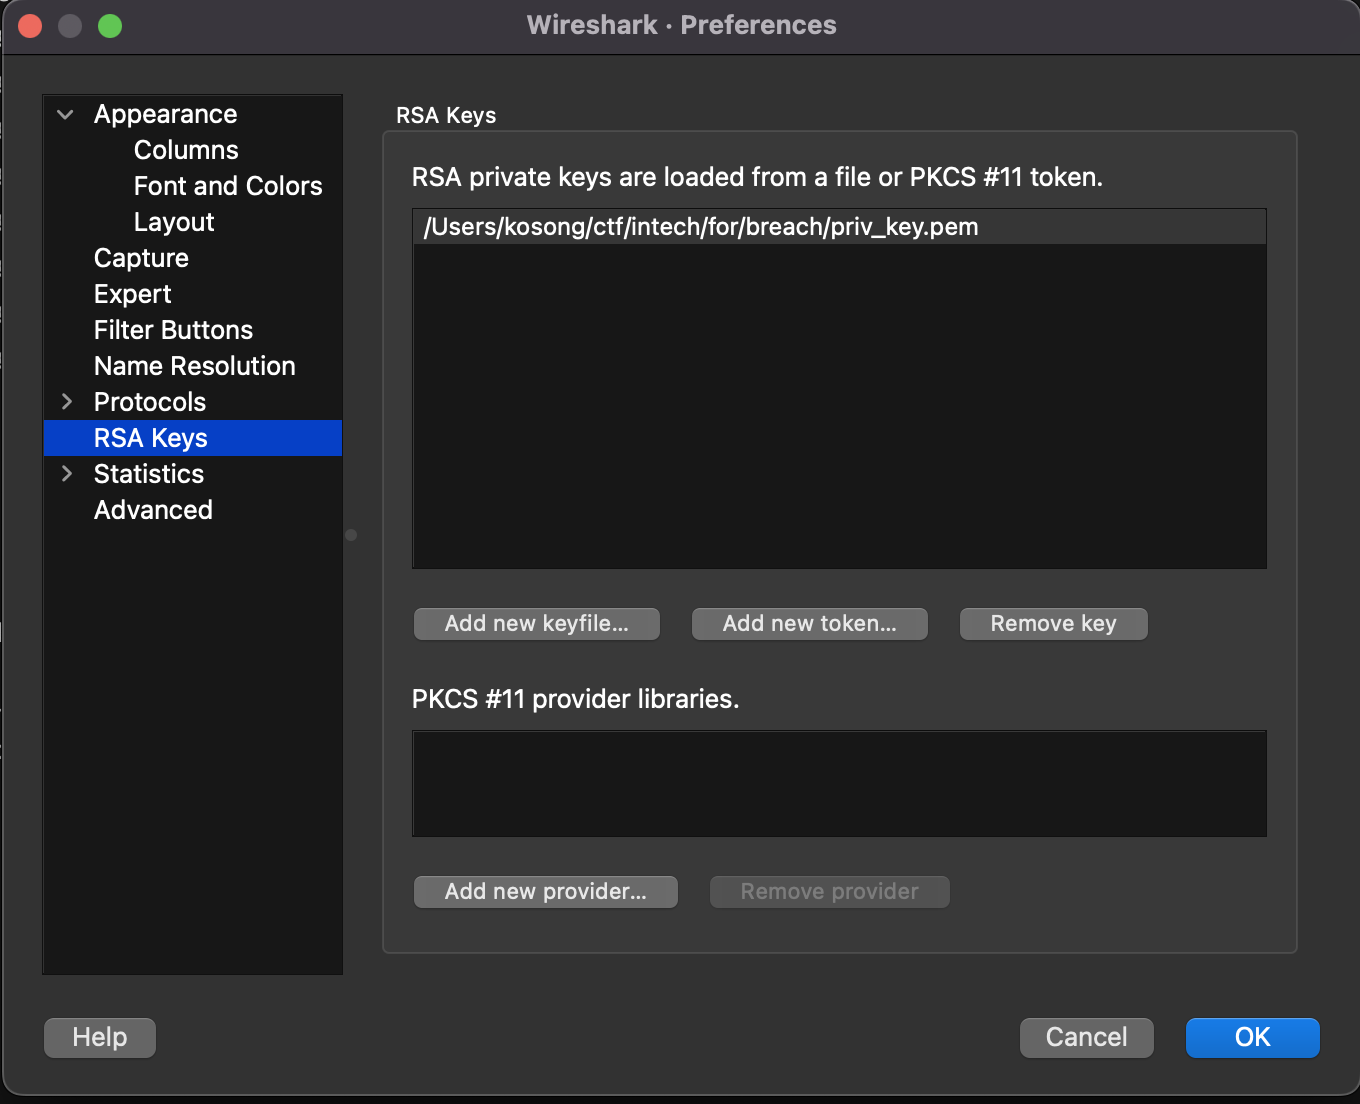 Wireshark · Preferences
Appearance
Columns
Font and Colors
Layout
Capture
Expert
Filter Buttons
Name Resolution
Protocols
RSA Keys
Statistics
Advanced
RSA Keys
RSA private keys are loaded from a file or PKCS #11 token.
/Users/kosong/ctf/intech/for/breach/priv_key.pem
Add new keyfile... Add new token... Remove key
PKCS #11 provider libraries.
Add new provider... Remove provider
Help Cancel OK